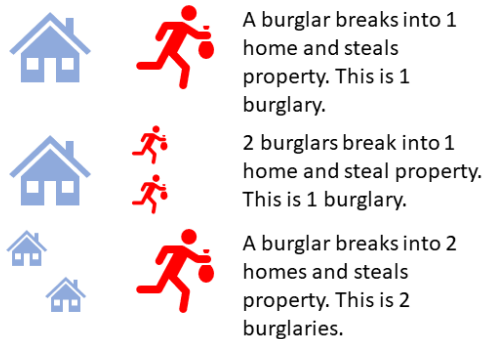 A burglar breaks into 1
home and steals
property. This is 1
burglary.
2 burglars break into 1
home and steal property.
This is 1 burglary.
A burglar breaks into 2
homes and steals
property. This is 2
burglaries.